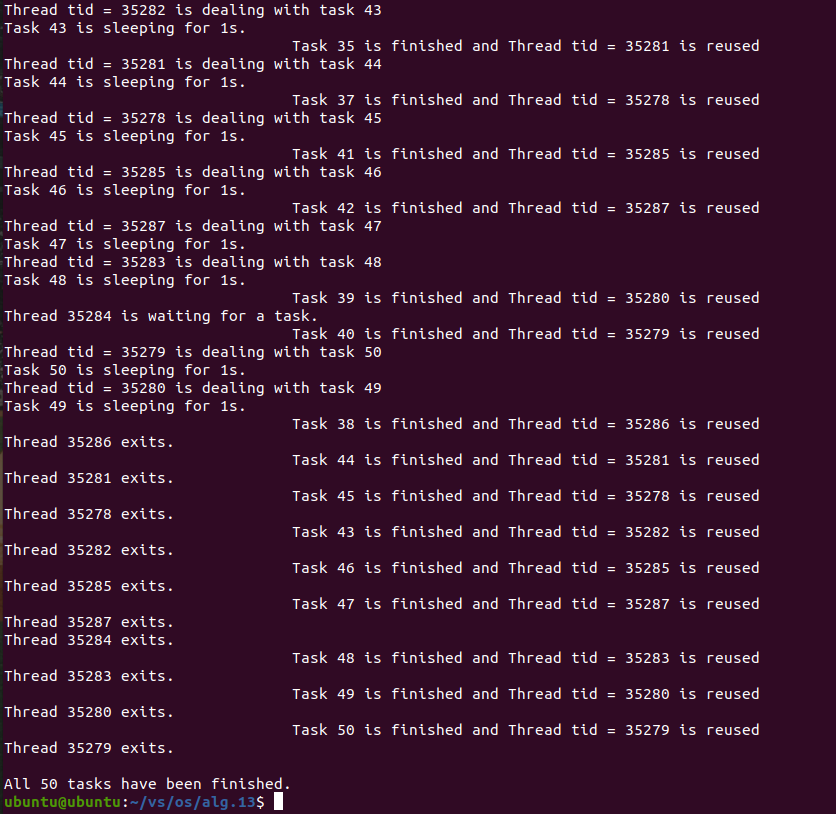 Thread tid = 35282 is dealing with task 43
Task 43 is sleeping for 1s.
Task 35 is finished and Thread tid = 35281 is reused
Thread tid = 35281 is dealing with task 44
Task 44 is sleeping for 1s.
Task 37 is finished and Thread tid = 35278 is reused
Thread tid = 35278 is dealing with task 45
Task 45 is sleeping for 1s.
Task 41 is finished and Thread tid = 35285 is reused
Thread tid = 35285 is dealing with task 46
Task 46 is sleeping for 1s.
Task 42 is finished and Thread tid = 35287 is reused
Thread tid = 35287 is dealing with task 47
Task 47 is sleeping for 1s.
Thread tid = 35283 is dealing with task 48
Task 48 is sleeping for 1s.
Task 39 is finished and Thread tid = 35280 is reused
Thread 35284 is waiting for a task.
Task 40 is finished and Thread tid = 35279 is reused
Thread tid = 35279 is dealing with task 50
Task 50 is sleeping for 1s.
Thread tid = 35280 is dealing with task 49
Task 49 is sleeping for 1s.
Task 38 is finished and Thread tid = 35286 is reused
Thread 35286 exits.
Task 44 is finished and Thread tid = 35281 is reused
Thread 35281 exits.
Task 45 is finished and Thread tid = 35278 is reused
Thread 35278 exits.
Task 43 is finished and Thread tid = 35282 is reused
Thread 35282 exits.
Task 46 is finished and Thread tid = 35285 is reused
Thread 35285 exits.
Task 47 is finished and Thread tid = 35287 is reused
Thread 35287 exits.
Thread 35284 exits.
Task 48 is finished and Thread tid = 35283 is reused
Thread 35283 exits.
Task 49 is finished and Thread tid = 35280 is reused
Thread 35280 exits.
Task 50 is finished and Thread tid = 35279 is reused
Thread 35279 exits.
All 50 tasks have been finished.
ubuntu@ubuntu:~/vs/os/alg.13$